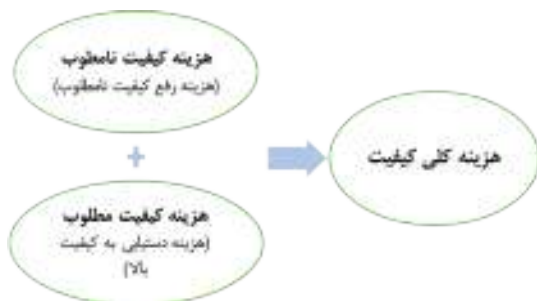 هزینه کیفیت نامطلوب
(هزینه رفع کیفیت نامطلوب)
+
هزینه کیفیت مطلوب
(هزینه دستیابی به کیفیت
بالا)
هزینه کلی کیفیت